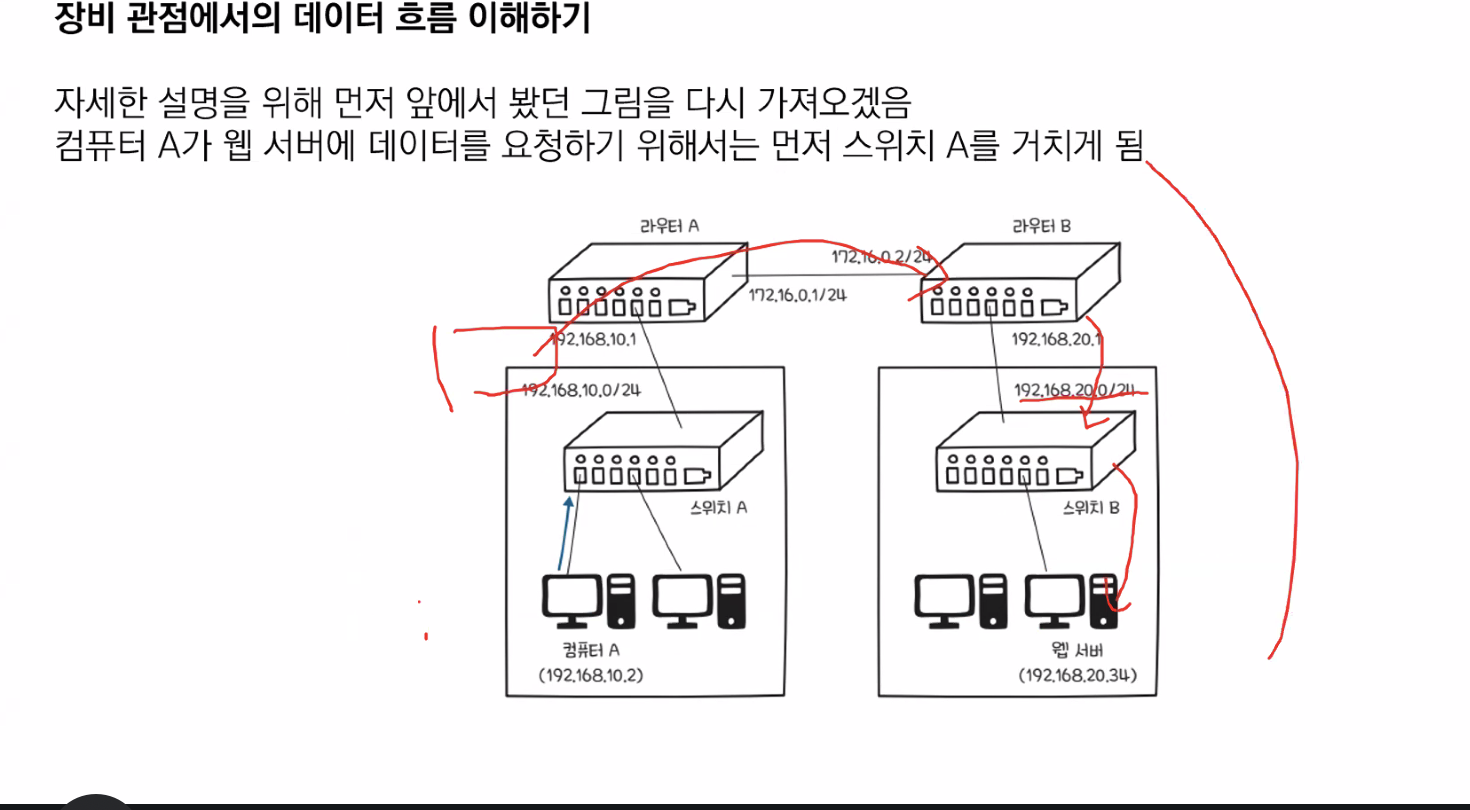 장비 관점에서의 데이터 흐름 이해하기
자세한 설명을 위해 먼저 앞에서 봤던 그림을 다시 가져오겠음
컴퓨터 A가 웹 서버에 데이터를 요청하기 위해서는 먼저 스위치 A를 거치게 됨
라우터 A
라우터 B
172.16.0.2/24
172.16.0.1/24
192.168.10.1
192.168.20.1
192.168.10.0/24
192.168.20.0/24
스위치 A
스위치 B
컴퓨터 A
(192.168.10.2)
웹 서버
(192.168.20.34)